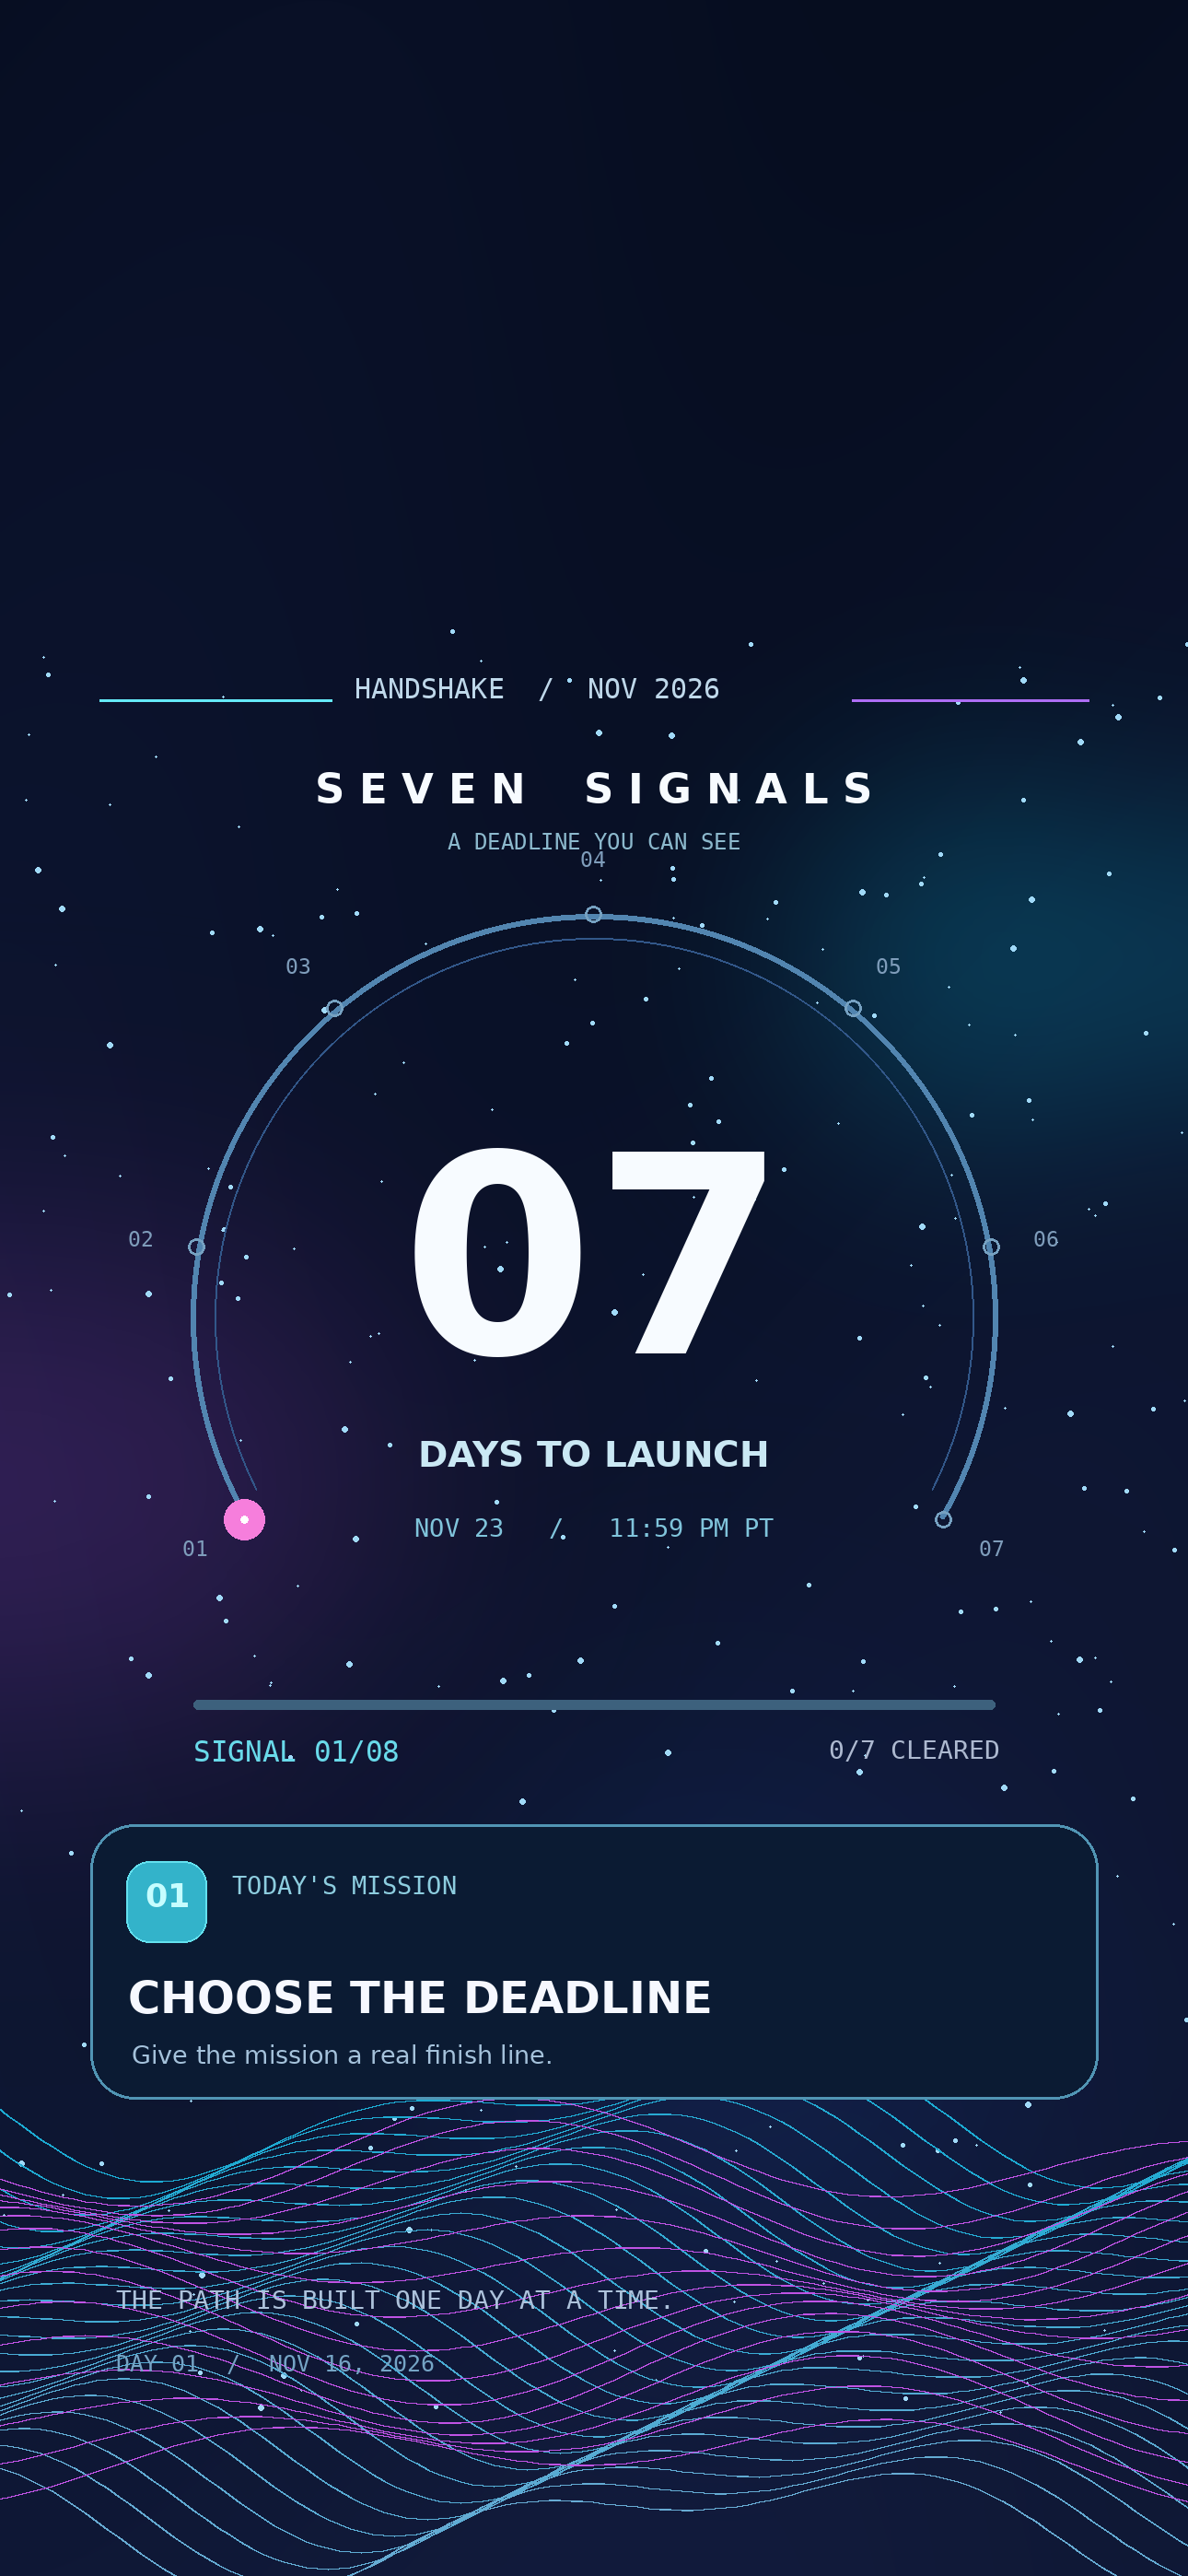 HANDSHAKE / NOV 2026
SEVEN SIGNALS
A DEADLINE YOU CAN SEE
04
03
05
02
06
07
DAYS TO LAUNCH
NOV 23 / 11:59 PM PT
01
07
SIGNAL 01/08
0/7 CLEARED
01
TODAY'S MISSION
CHOOSE THE DEADLINE
Give the mission a real finish line.
THE PATH IS BUILT ONE DAY AT A TIME.
DAY 01 / NOV 16, 2026